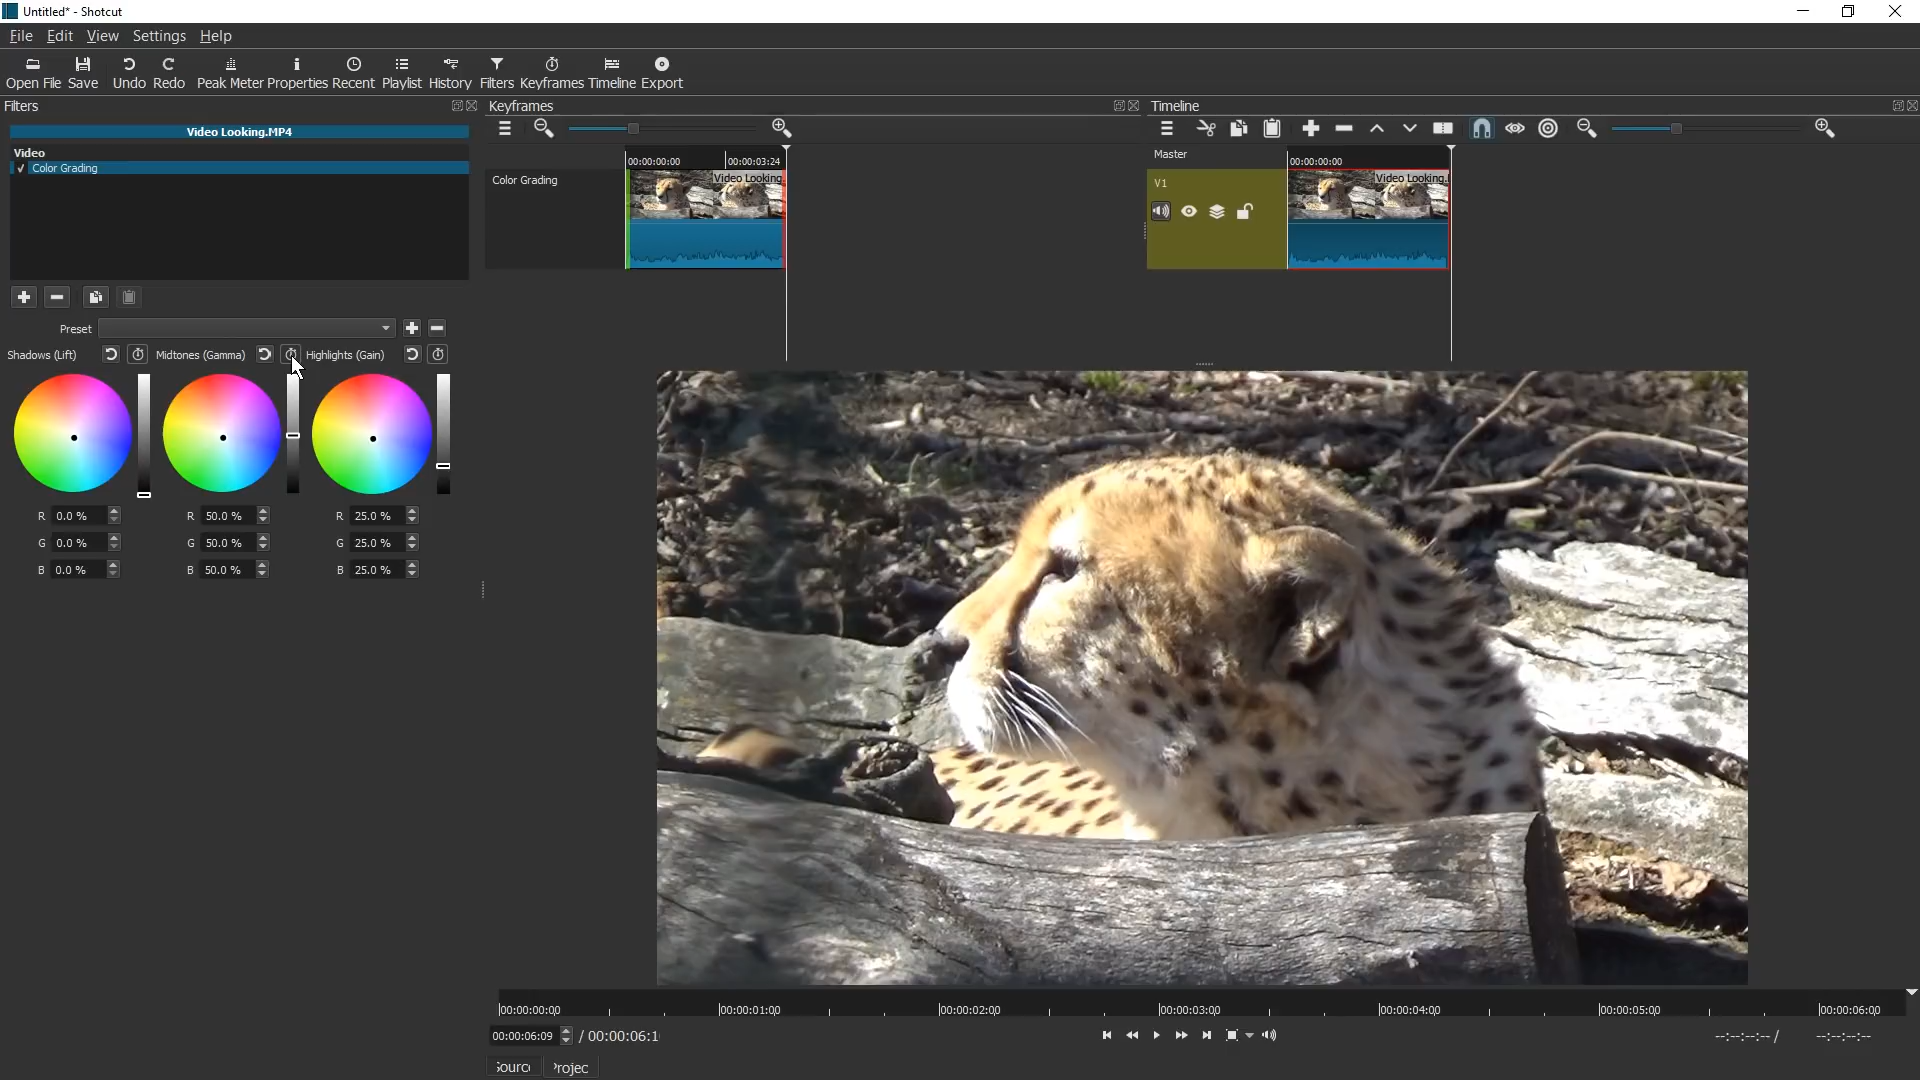 Untitled* - Shotcut
File Edit View Settings Help
Open File Save Undo Redo Peak Meter Properties Recent Playlist History Filters Keyframes Timeline Export
Filters
Video Looking.MP4
Video
✓ Color Grading
Preset
Shadows (Lift) Midtones (Gamma) Highlights (Gain)
R 0.0 % R 50.0 % R 25.0 %
G 0.0 % G 50.0 % G 25.0 %
B 0.0 % B 50.0 % B 25.0 %
Keyframes
00:00:00:00 00:00:03:24
Color Grading
Video Looking.
Timeline
Master
00:00:00:00
V1
Video Looking.
00:00:00:00 00:00:01:00 00:00:02:00 00:00:03:00 00:00:04:00 00:00:05:00 00:00:06:00
00:00:06:09 / 00:00:06:1
--:--:--:-- / --:--:--:--
Sourc Projec